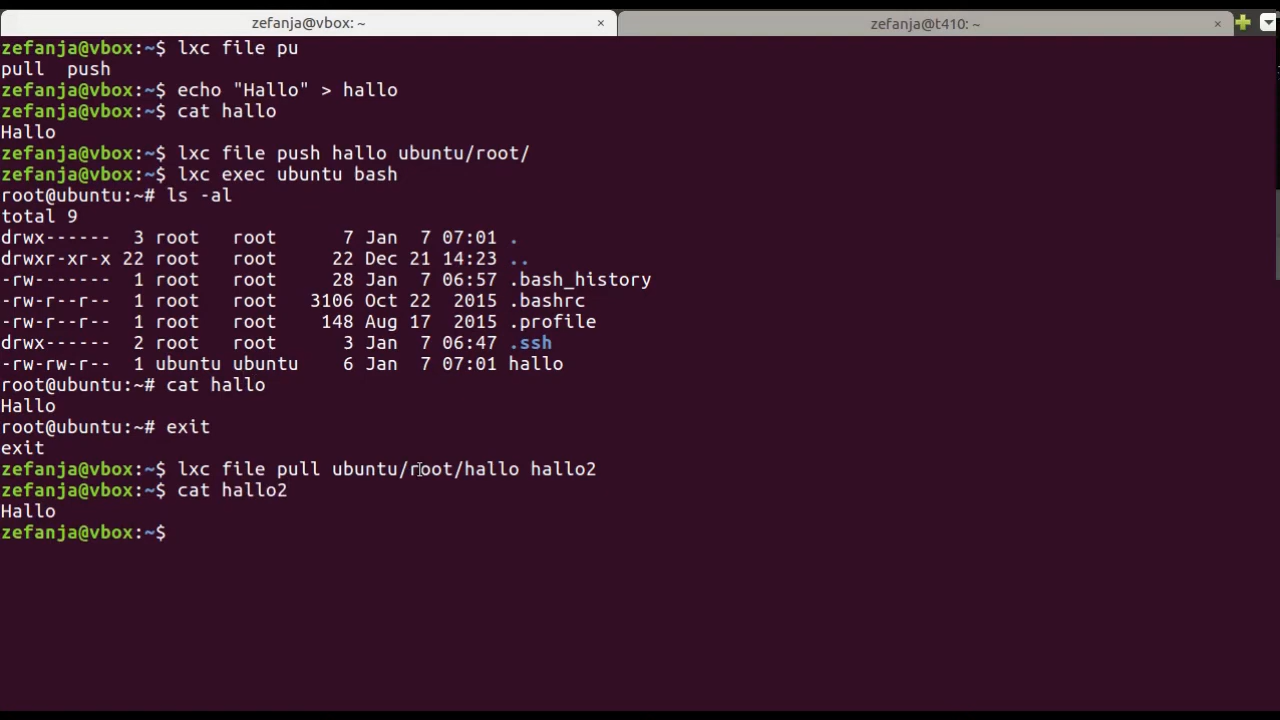 zefanja@vbox: ~ × zefanja@t410: ~ ×
zefanja@vbox:~$ lxc file pu
pull  push
zefanja@vbox:~$ echo "Hallo" > hallo
zefanja@vbox:~$ cat hallo
Hallo
zefanja@vbox:~$ lxc file push hallo ubuntu/root/
zefanja@vbox:~$ lxc exec ubuntu bash
root@ubuntu:~# ls -al
total 9
drwx------  3 root   root      7 Jan  7 07:01 .
drwxr-xr-x 22 root   root     22 Dec 21 14:23 ..
-rw-------  1 root   root     28 Jan  7 06:57 .bash_history
-rw-r--r--  1 root   root   3106 Oct 22  2015 .bashrc
-rw-r--r--  1 root   root    148 Aug 17  2015 .profile
drwx------  2 root   root      3 Jan  7 06:47 .ssh
-rw-rw-r--  1 ubuntu ubuntu    6 Jan  7 07:01 hallo
root@ubuntu:~# cat hallo
Hallo
root@ubuntu:~# exit
exit
zefanja@vbox:~$ lxc file pull ubuntu/root/hallo hallo2
zefanja@vbox:~$ cat hallo2
Hallo
zefanja@vbox:~$